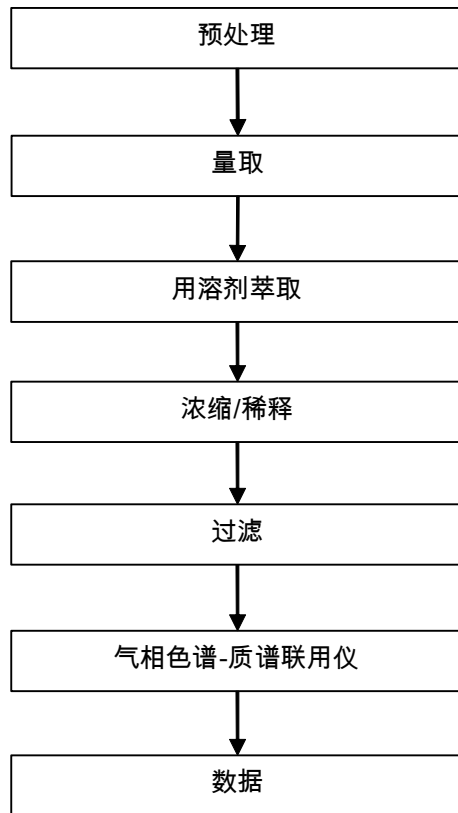 预处理
量取
用溶剂萃取
浓缩/稀释
过滤
气相色谱-质谱联用仪
数据